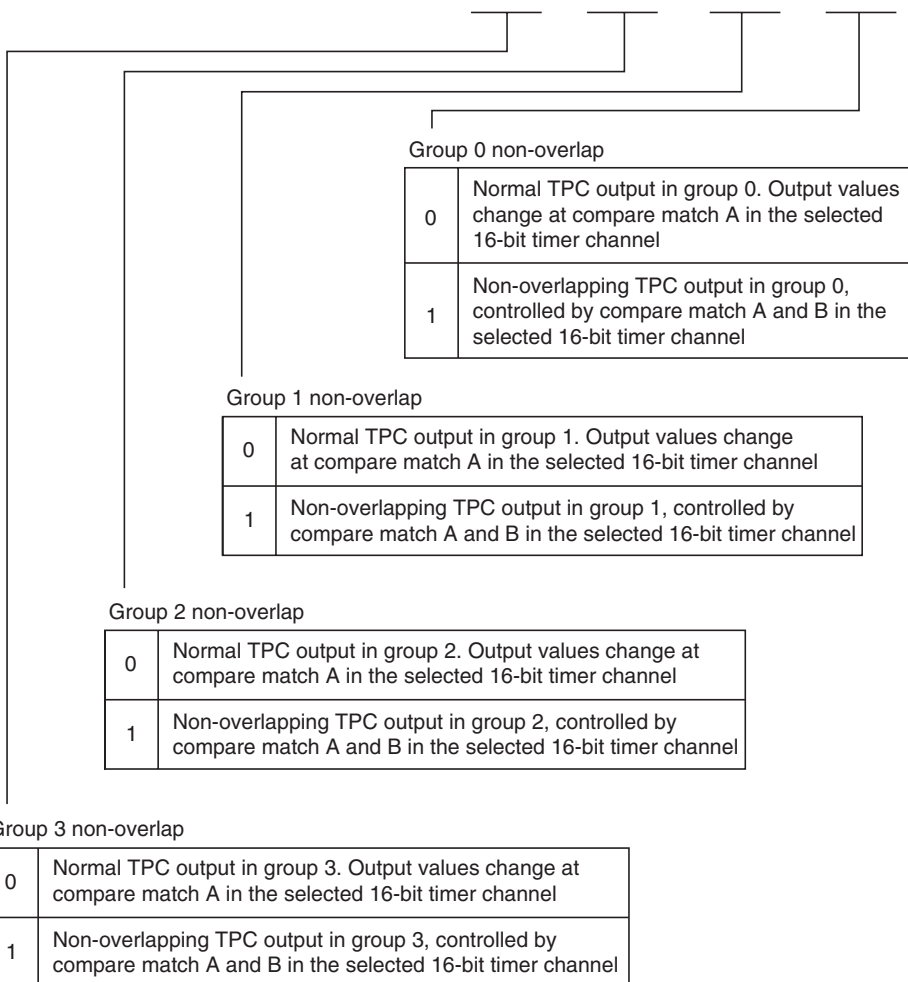 Group 0 non-overlap
0
Normal TPC output in group 0. Output values
change at compare match A in the selected
16-bit timer channel
1
Non-overlapping TPC output in group 0,
controlled by compare match A and B in the
selected 16-bit timer channel
Group 1 non-overlap
0
Normal TPC output in group 1. Output values change
at compare match A in the selected 16-bit timer channel
1
Non-overlapping TPC output in group 1, controlled by
compare match A and B in the selected 16-bit timer channel
Group 2 non-overlap
0
Normal TPC output in group 2. Output values change at
compare match A in the selected 16-bit timer channel
1
Non-overlapping TPC output in group 2, controlled by
compare match A and B in the selected 16-bit timer channel
Group 3 non-overlap
0
Normal TPC output in group 3. Output values change at
compare match A in the selected 16-bit timer channel
1
Non-overlapping TPC output in group 3, controlled by
compare match A and B in the selected 16-bit timer channel